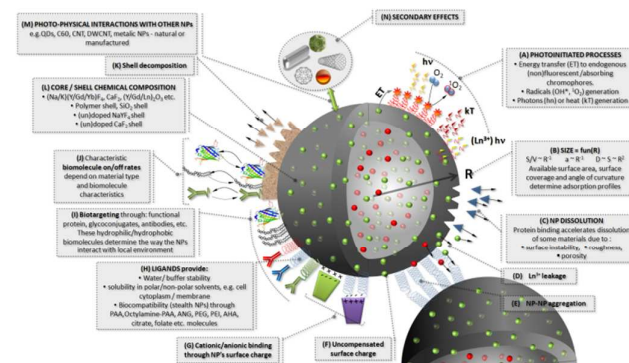 (M) PHOTO-PHYSICAL INTERACTIONS WITH OTHER NPs
e.g.QDs, C60, CNT, DWCNT, metalic NPs - natural or
manufactured
(N) SECONDARY EFFECTS
(K) Shell decomposition
(L) CORE / SHELL CHEMICAL COMPOSITION
• (Na/K)(Y/Gd/Yb)F₄, CaF₂, (Y/Gd/Ln)₂O₃ etc.
• Polymer shell, SiO₂ shell
• (un)doped NaYF₄ shell
• (un)doped CaF₂ shell
(J) Characteristic
biomolecule on/off rates
depend on material type
and biomolecule
characteristics
(I) Biotargeting through: functional
protein, glycoconjugates, antibodies, etc.
These hydrophilic/hydrophobic
biomolecules determine the way the NPs
interact with local environment
(H) LIGANDS provide:
• Water/ buffer stability
• solubility in polar/non-polar solvents, e.g. cell
cytoplasm / membrane
• Biocompatibility (stealth NPs) through
PAA, Octylamine-PAA, ANG, PEG, PEI, AHA,
citrate, folate etc. molecules
(G) Cationic/anionic binding
through NP's surface charge
(F) Uncompensated
surface charge
(A) PHOTOINITIATED PROCESSES
• Energy transfer (ET) to endogenous
(non)fluorescent /absorbing
chromophores.
• Radicals (OH*, ¹O₂) generation
• Photons (hn) or heat (kT) generation
hν
O₂
¹O₂
ET
kT
(Ln³⁺) hν
R
(B) SIZE = fun(R)
S/V ~ R⁻¹ a ~ R⁻¹ D ~ S ~ R²
Available surface area, surface
coverage and angle of curvature
determine adsorption profiles
(C) NP DISSOLUTION
Protein binding accelerates dissolution
of some materials due to :
• surface instability, • roughness,
• porosity
(D) Ln³⁺ leakage
(E) NP-NP aggregation